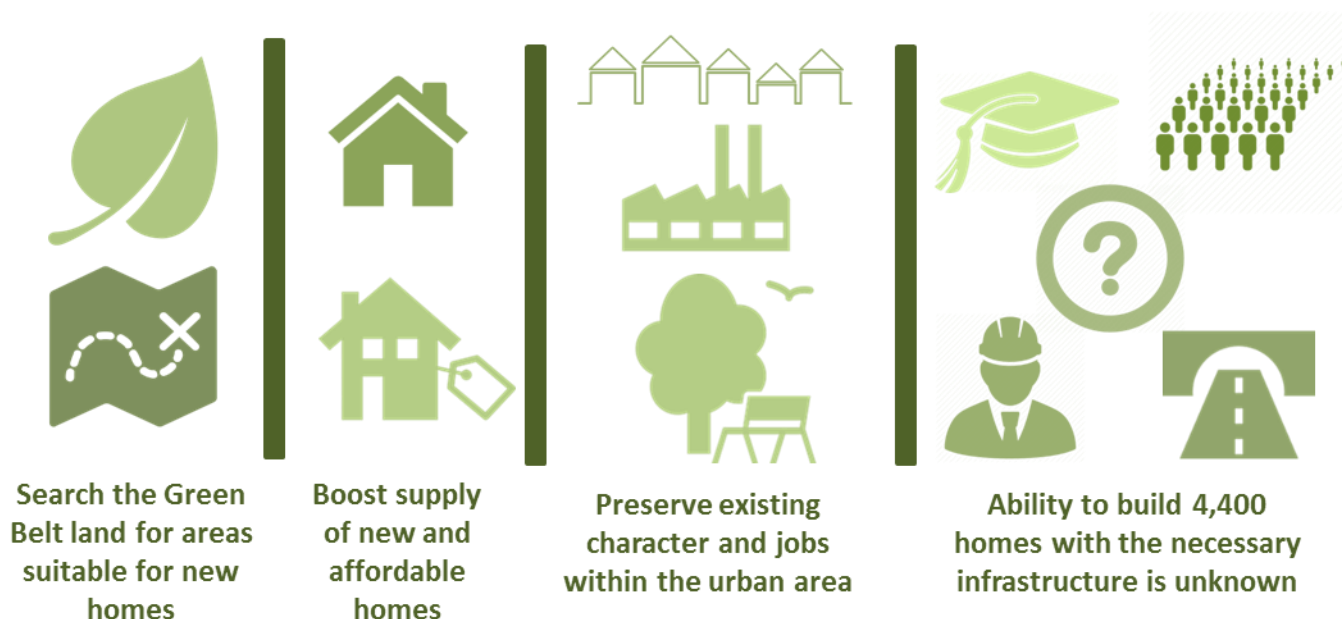 Search the Green
Belt land for areas
suitable for new
homes
Boost supply
of new and
affordable
homes
Preserve existing
character and jobs
within the urban area
?
Ability to build 4,400
homes with the necessary
infrastructure is unknown